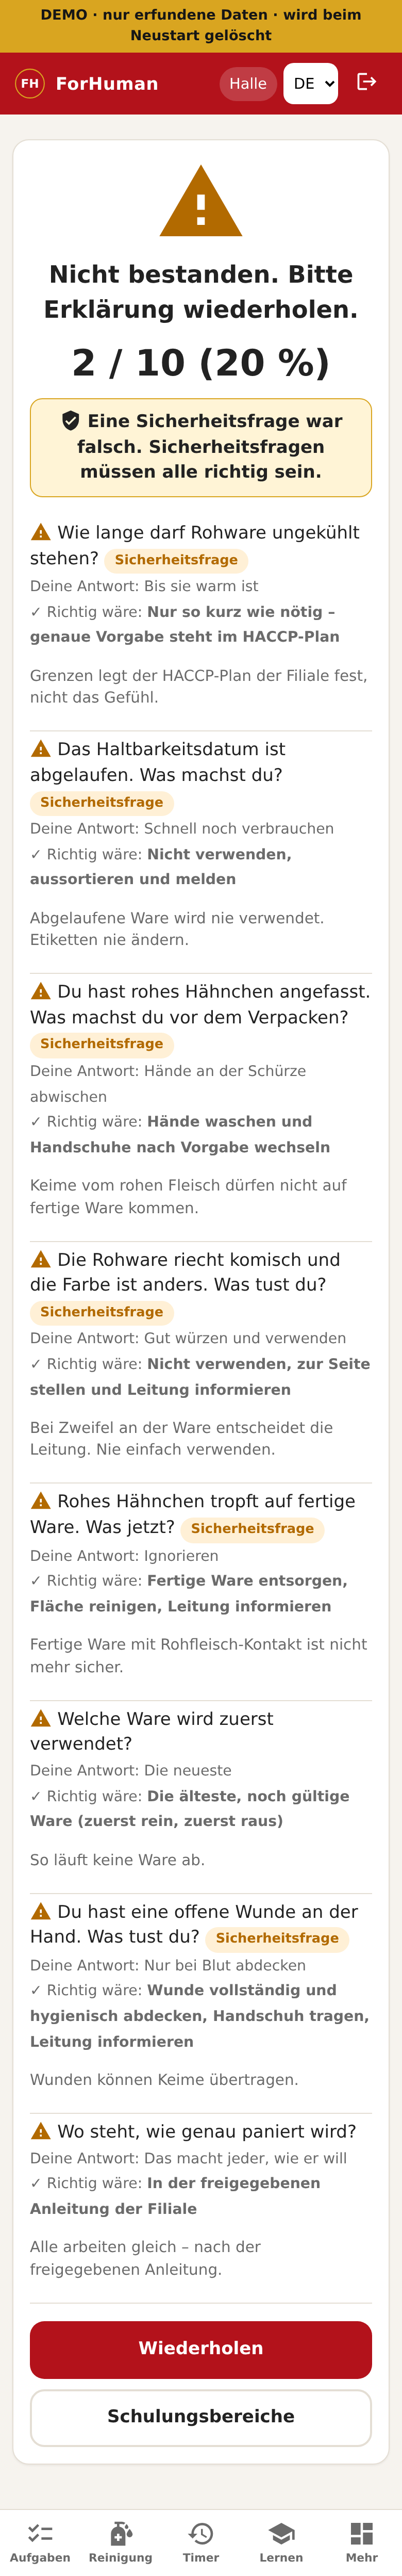 DEMO · nur erfundene Daten · wird beim
Neustart gelöscht
FH ForHuman Halle DE
Nicht bestanden. Bitte
Erklärung wiederholen.
2 / 10 (20 %)
Eine Sicherheitsfrage war
falsch. Sicherheitsfragen
müssen alle richtig sein.
Wie lange darf Rohware ungekühlt
stehen? Sicherheitsfrage
Deine Antwort: Bis sie warm ist
✓ Richtig wäre: Nur so kurz wie nötig –
genaue Vorgabe steht im HACCP-Plan
Grenzen legt der HACCP-Plan der Filiale fest,
nicht das Gefühl.
Das Haltbarkeitsdatum ist
abgelaufen. Was machst du?
Sicherheitsfrage
Deine Antwort: Schnell noch verbrauchen
✓ Richtig wäre: Nicht verwenden,
aussortieren und melden
Abgelaufene Ware wird nie verwendet.
Etiketten nie ändern.
Du hast rohes Hähnchen angefasst.
Was machst du vor dem Verpacken?
Sicherheitsfrage
Deine Antwort: Hände an der Schürze
abwischen
✓ Richtig wäre: Hände waschen und
Handschuhe nach Vorgabe wechseln
Keime vom rohen Fleisch dürfen nicht auf
fertige Ware kommen.
Die Rohware riecht komisch und
die Farbe ist anders. Was tust du?
Sicherheitsfrage
Deine Antwort: Gut würzen und verwenden
✓ Richtig wäre: Nicht verwenden, zur Seite
stellen und Leitung informieren
Bei Zweifel an der Ware entscheidet die
Leitung. Nie einfach verwenden.
Rohes Hähnchen tropft auf fertige
Ware. Was jetzt? Sicherheitsfrage
Deine Antwort: Ignorieren
✓ Richtig wäre: Fertige Ware entsorgen,
Fläche reinigen, Leitung informieren
Fertige Ware mit Rohfleisch-Kontakt ist nicht
mehr sicher.
Welche Ware wird zuerst
verwendet?
Deine Antwort: Die neueste
✓ Richtig wäre: Die älteste, noch gültige
Ware (zuerst rein, zuerst raus)
So läuft keine Ware ab.
Du hast eine offene Wunde an der
Hand. Was tust du? Sicherheitsfrage
Deine Antwort: Nur bei Blut abdecken
✓ Richtig wäre: Wunde vollständig und
hygienisch abdecken, Handschuh tragen,
Leitung informieren
Wunden können Keime übertragen.
Wo steht, wie genau paniert wird?
Deine Antwort: Das macht jeder, wie er will
✓ Richtig wäre: In der freigegebenen
Anleitung der Filiale
Alle arbeiten gleich – nach der
freigegebenen Anleitung.
Wiederholen
Schulungsbereiche
Aufgaben Reinigung Timer Lernen Mehr